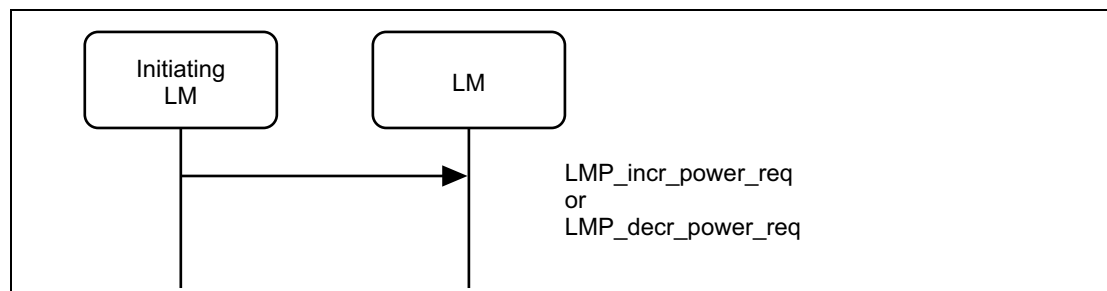 Initiating
LM
LM
LMP_incr_power_req
or
LMP_decr_power_req